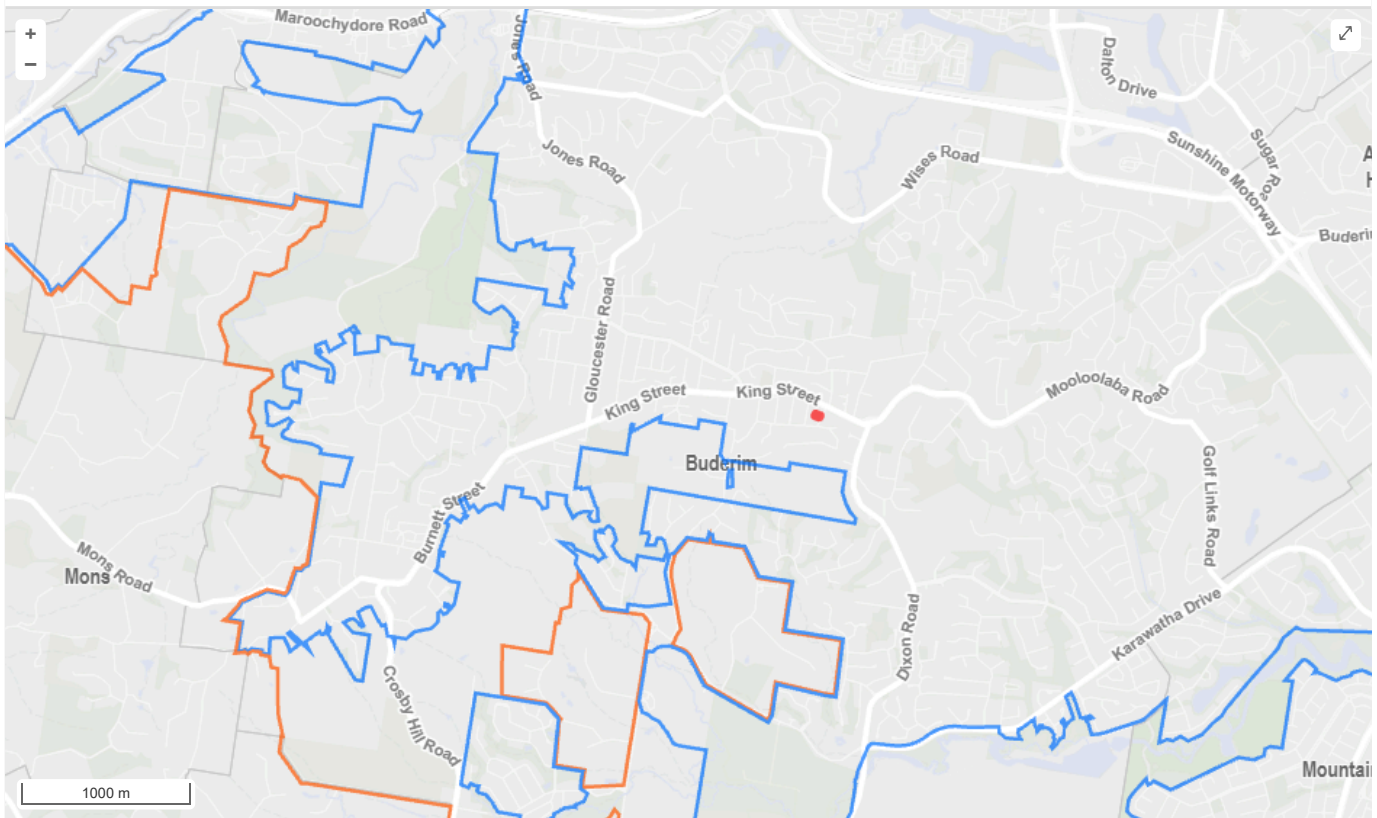 Maroochydore Road
Jones Road
Dalton Drive
+
−
Sunshine Motorway
Sugar Roa
Jones Road
Wises Road
A
H
Buderi
Gloucester Road
King Street
King Street
Mooloolaba Road
Buderim
Golf Links Road
Burnett Street
Mons Road
Mons
Karawatha Drive
Dixon Road
Crosby Hill Road
Mountai
1000 m